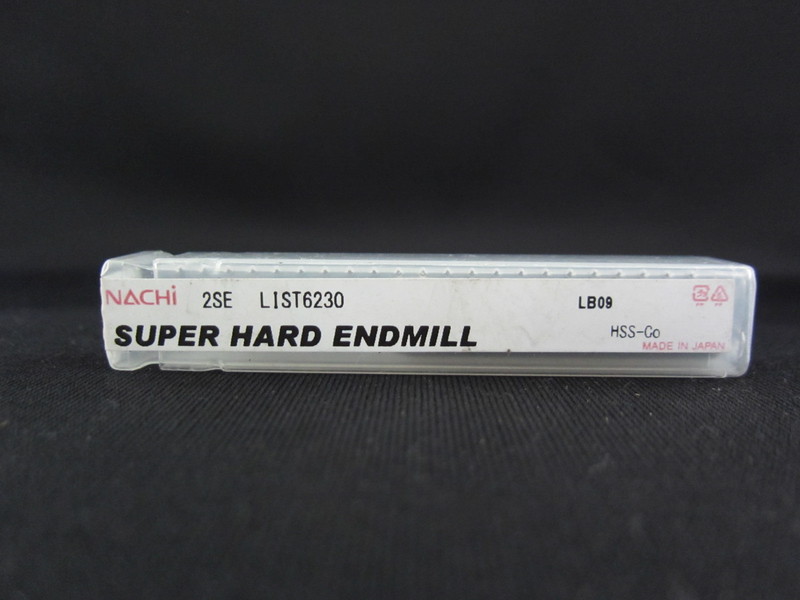 NACHi 2SE LIST6230 LB09
SUPER HARD ENDMILL HSS-Co
MADE IN JAPAN